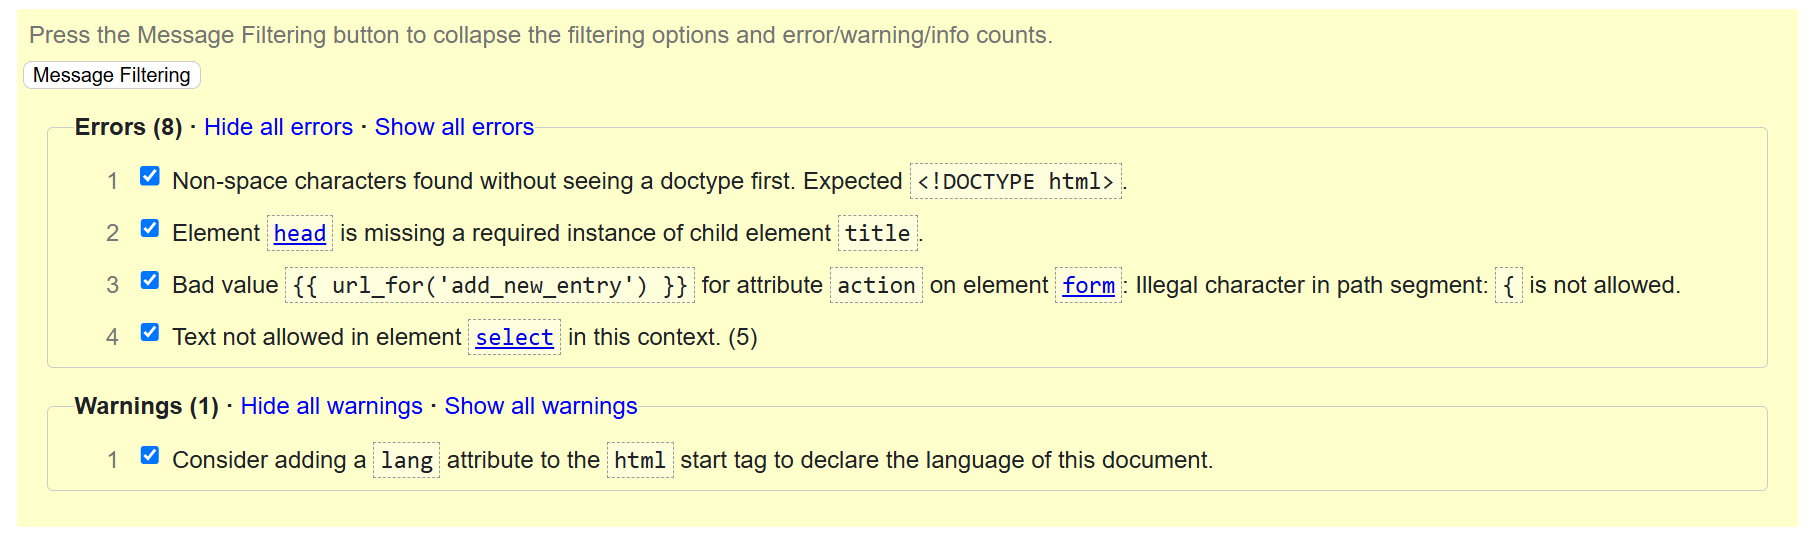 Press the Message Filtering button to collapse the filtering options and error/warning/info counts.
Message Filtering
Errors (8) · Hide all errors · Show all errors
1 Non-space characters found without seeing a doctype first. Expected <!DOCTYPE html>.
2 Element head is missing a required instance of child element title.
3 Bad value {{ url_for('add_new_entry') }} for attribute action on element form: Illegal character in path segment: { is not allowed.
4 Text not allowed in element select in this context. (5)
Warnings (1) · Hide all warnings · Show all warnings
1 Consider adding a lang attribute to the html start tag to declare the language of this document.